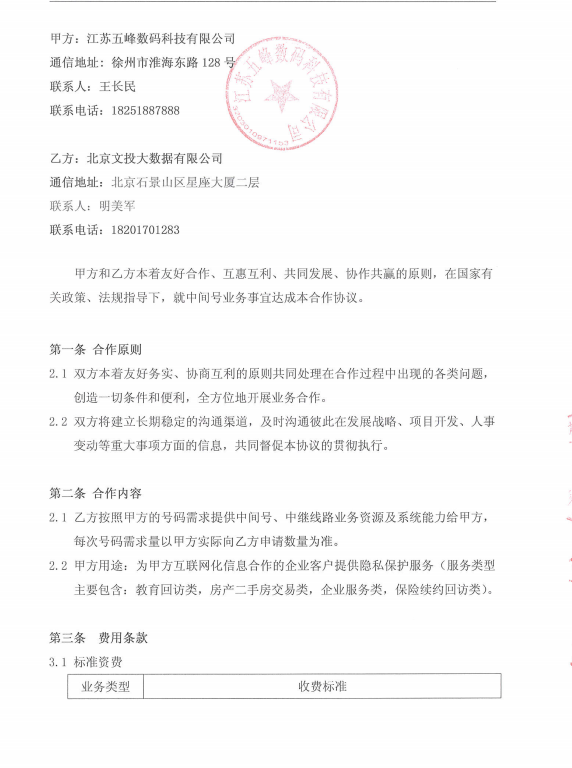 甲方：江苏五峰数码科技有限公司
通信地址：徐州市淮海东路 128 号
联系人：王长民
联系电话：18251887888
江苏五峰数码科技有限公司
乙方：北京文投大数据有限公司
通信地址：北京石景山区星座大厦二层
联系人：明美军
联系电话：18201701283
甲方和乙方本着友好合作、互惠互利、共同发展、协作共赢的原则，在国家有
关政策、法规指导下，就中间号业务事宜达成本合作协议。
第一条 合作原则
2.1 双方本着友好务实、协商互利的原则共同处理在合作过程中出现的各类问题，
创造一切条件和便利，全方位地开展业务合作。
2.2 双方将建立长期稳定的沟通渠道，及时沟通彼此在发展战略、项目开发、人事
变动等重大事项方面的信息，共同督促本协议的贯彻执行。
第二条 合作内容
2.1 乙方按照甲方的号码需求提供中间号、中继线路业务资源及系统能力给甲方，
每次号码需求量以甲方实际向乙方申请数量为准。
2.2 甲方用途：为甲方互联网化信息合作的企业客户提供隐私保护服务（服务类型
主要包含：教育回访类，房产二手房交易类，企业服务类，保险续约回访类）。
第三条 费用条款
3.1 标准资费
业务类型 收费标准